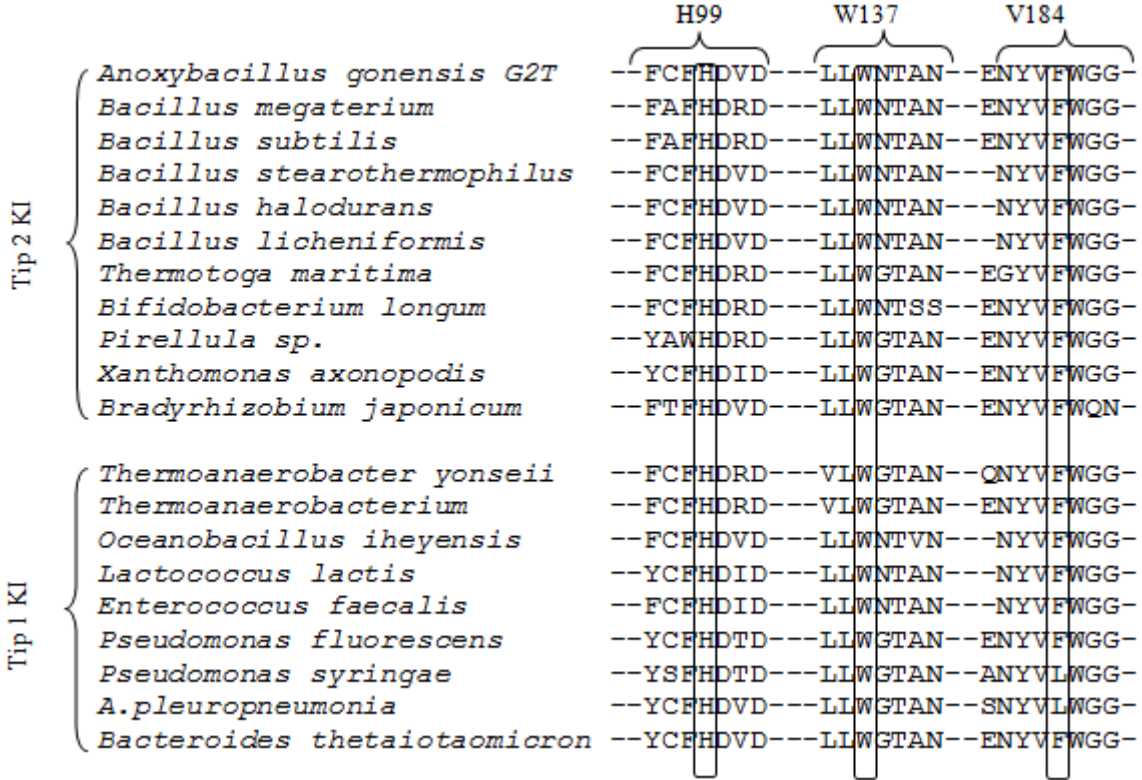 H99 W137 V184
Tip 2 KI
Anoxybacillus gonensis G2T --FCFHDVD---LLWNTAN--ENYVFWGG-
Bacillus megaterium --FAFHDRD---LLWNTAN--ENYVFWGG-
Bacillus subtilis --FAFHDRD---LLWNTAN--ENYVFWGG-
Bacillus stearothermophilus --FCFHDVD---LLWNTAN---NYVFWGG-
Bacillus halodurans --FCFHDVD---LLWNTAN---NYVFWGG-
Bacillus licheniformis --FCFHDVD---LLWNTAN---NYVFWGG-
Thermotoga maritima --FCFHDRD---LLWGTAN--EGYVFWGG-
Bifidobacterium longum --FCFHDRD---LLWNTSS--ENYVFWGG-
Pirellula sp. --YAWHDRD---LLWGTAN--ENYVFWGG-
Xanthomonas axonopodis --YCFHDID---LLWGTAN--ENYVFWGG-
Bradyrhizobium japonicum --FTFHDVD---LLWGTAN--ENYVFWQN-
Tip 1 KI
Thermoanaerobacter yonseii --FCFHDRD---VLWGTAN--QNYVFWGG-
Thermoanaerobacterium --FCFHDRD---VLWGTAN--ENYVFWGG-
Oceanobacillus iheyensis --FCFHDVD---LLWNTVN---NYVFWGG-
Lactococcus lactis --YCFHDID---LLWNTAN---NYVFWGG-
Enterococcus faecalis --FCFHDID---LLWNTAN---NYVFWGG-
Pseudomonas fluorescens --YCFHDTD---LLWGTAN--ENYVFWGG-
Pseudomonas syringae --YSFHDTD---LLWGTAN--ANYVLWGG-
A.pleuropneumonia --YCFHDVD---LLWGTAN--SNYVLWGG-
Bacteroides thetaiotaomicron --YCFHDVD---LLWGTAN--ENYVFWGG-